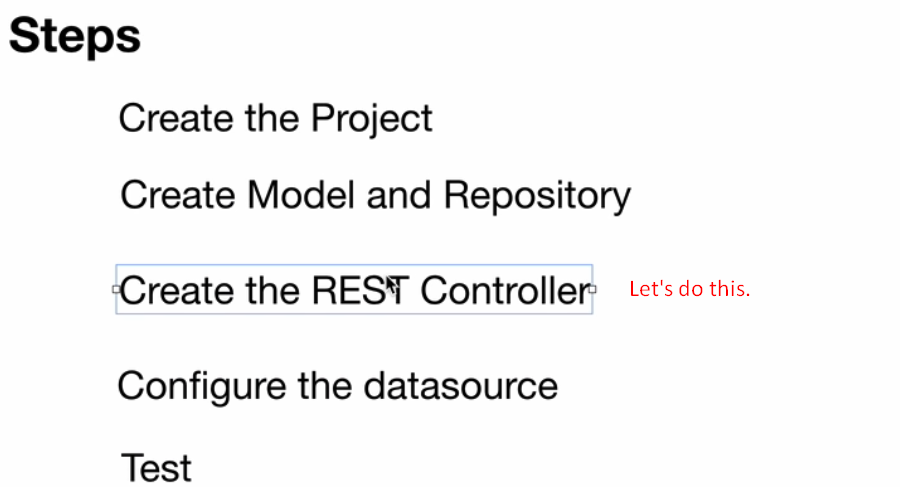 Steps
Create the Project
Create Model and Repository
Create the REST Controller Let's do this.
Configure the datasource
Test